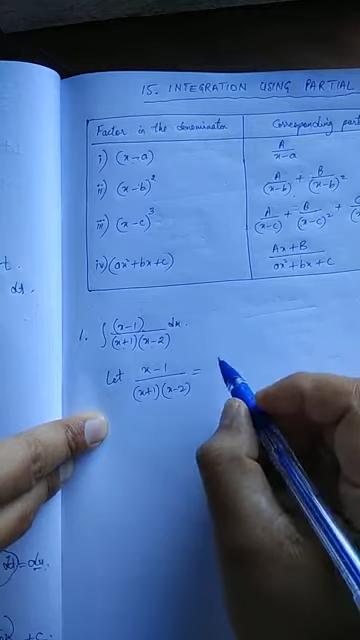 15. INTEGRATION USING PARTIAL
Factor in the denominator
Corresponding part
i) (x-a)
A/(x-a)
ii) (x-b)²
A/(x-b) + B/(x-b)²
iii) (x-c)³
A/(x-c) + B/(x-c)² +
iv) (ax²+bx+c)
(Ax+B)/(ax²+bx+c)
1. ∫ (x-1)/((x+1)(x-2)) dx.
Let (x-1)/((x+1)(x-2)) =
t.
dx.
+c.